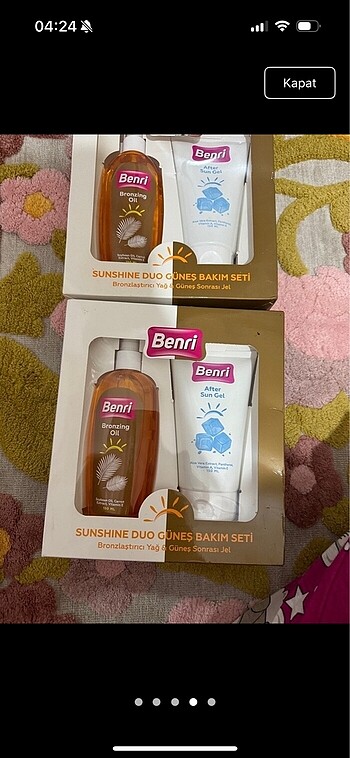 04:24
Kapat
Benri
Bronzing
Oil
Benri
After
Sun Gel
SUNSHINE DUO GÜNEŞ BAKIM SETİ
Bronzlaştırıcı Yağ & Güneş Sonrası Jel
Benri
Benri
Bronzing
Oil
150 ML
Benri
After
Sun Gel
SUNSHINE DUO GÜNEŞ BAKIM SETİ
Bronzlaştırıcı Yağ & Güneş Sonrası Jel